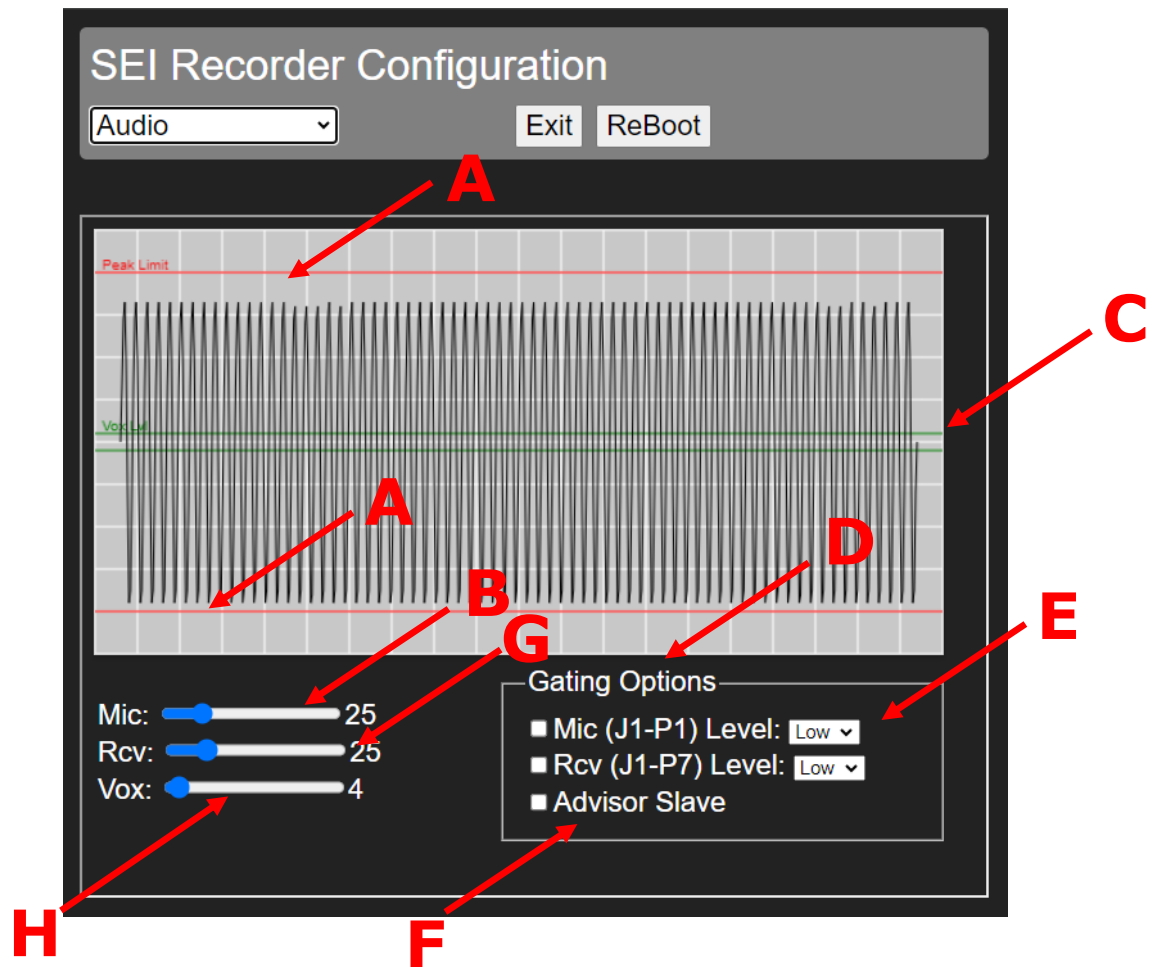 SEI Recorder Configuration
Audio
Exit
ReBoot
A
Peak Limit
C
Vox Lvl
A
D
B
E
G
Gating Options
Mic: 25
Mic (J1-P1) Level: Low
Rcv: 25
Rcv (J1-P7) Level: Low
Vox: 4
Advisor Slave
H
F